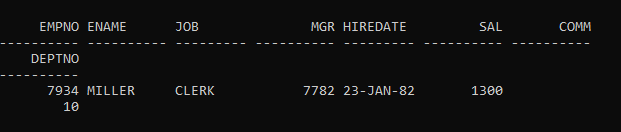 EMPNO ENAME JOB MGR HIREDATE SAL COMM
---------- ---------- --------- ---------- --------- ---------- ----------
DEPTNO
----------
7934 MILLER CLERK 7782 23-JAN-82 1300
10